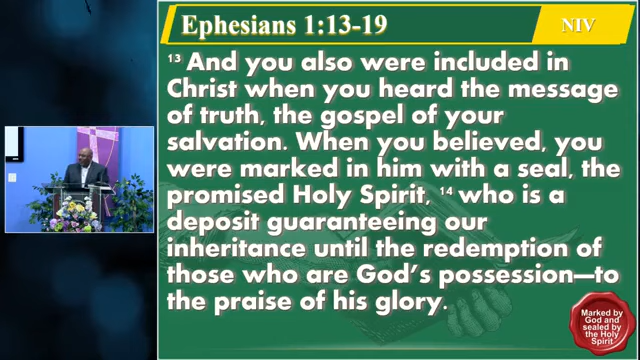 Ephesians 1:13-19
NIV
13 And you also were included in
Christ when you heard the message
of truth, the gospel of your
salvation. When you believed, you
were marked in him with a seal, the
promised Holy Spirit, 14 who is a
deposit guaranteeing our
inheritance until the redemption of
those who are God's possession—to
the praise of his glory.
Marked by
God and
sealed by
the Holy
Spirit